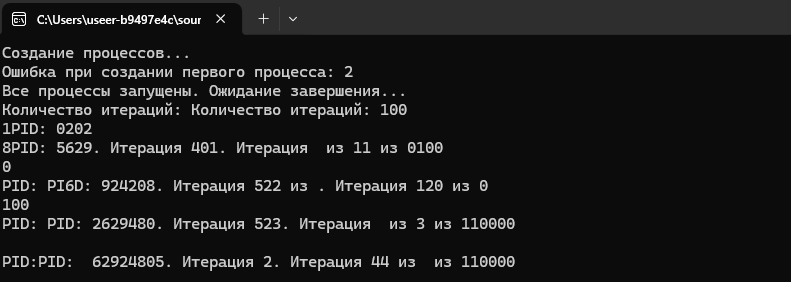 C:\Users\useer-b9497e4c\sour
Создание процессов...
Ошибка при создании первого процесса: 2
Все процессы запущены. Ожидание завершения...
Количество итераций: Количество итераций: 100
1PID: 0202
8PID: 5629. Итерация 401. Итерация  из 11 из 0100
0
PID: PI6D: 924208. Итерация 522 из . Итерация 120 из 0
100
PID: PID: 2629480. Итерация 523. Итерация  из 3 из 110000
PID:PID:  62924805. Итерация 2. Итерация 44 из  из 110000